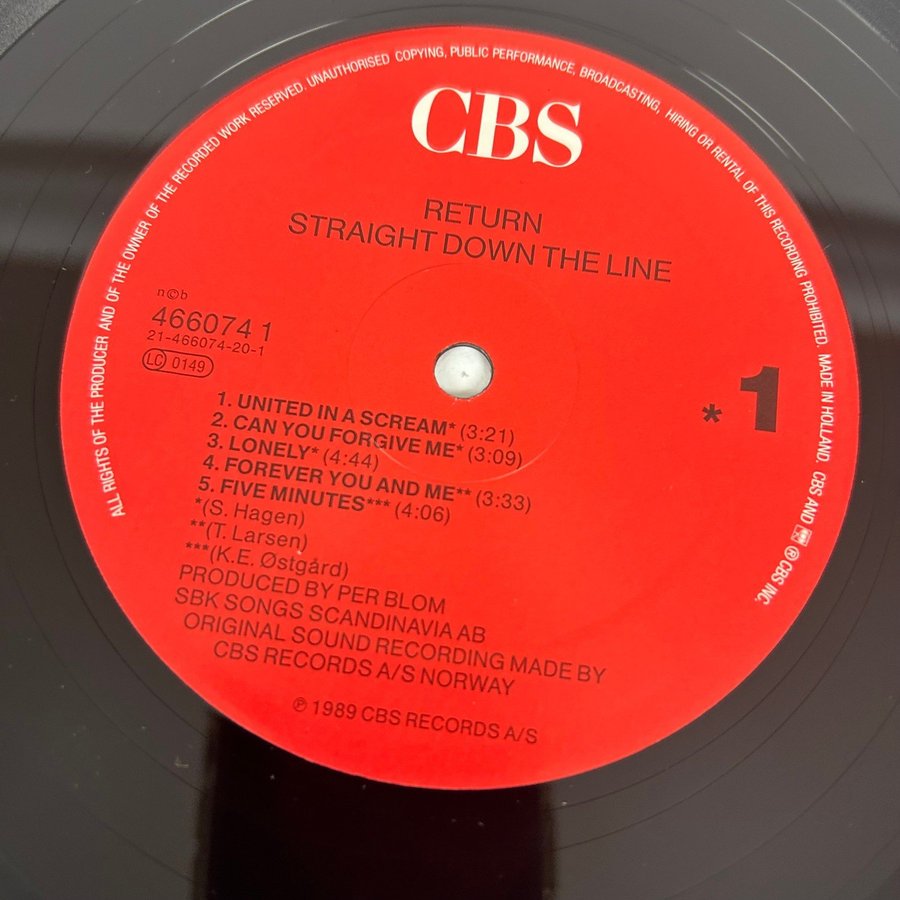 ALL RIGHTS OF THE PRODUCER AND OF THE OWNER OF THE RECORDED WORK RESERVED. UNAUTHORISED COPYING, PUBLIC PERFORMANCE, BROADCASTING, HIRING OR RENTAL OF THIS RECORDING PROHIBITED. MADE IN HOLLAND. CBS AND ® CBS INC.
CBS
RETURN
STRAIGHT DOWN THE LINE
n©b
466074 1
21-466074-20-1
LC 0149
* 1
1. UNITED IN A SCREAM* (3:21)
2. CAN YOU FORGIVE ME* (3:09)
3. LONELY* (4:44)
4. FOREVER YOU AND ME** (3:33)
5. FIVE MINUTES*** (4:06)
*(S. Hagen)
**(T. Larsen)
***(K.E. Østgård)
PRODUCED BY PER BLOM
SBK SONGS SCANDINAVIA AB
ORIGINAL SOUND RECORDING MADE BY
CBS RECORDS A/S NORWAY
℗ 1989 CBS RECORDS A/S